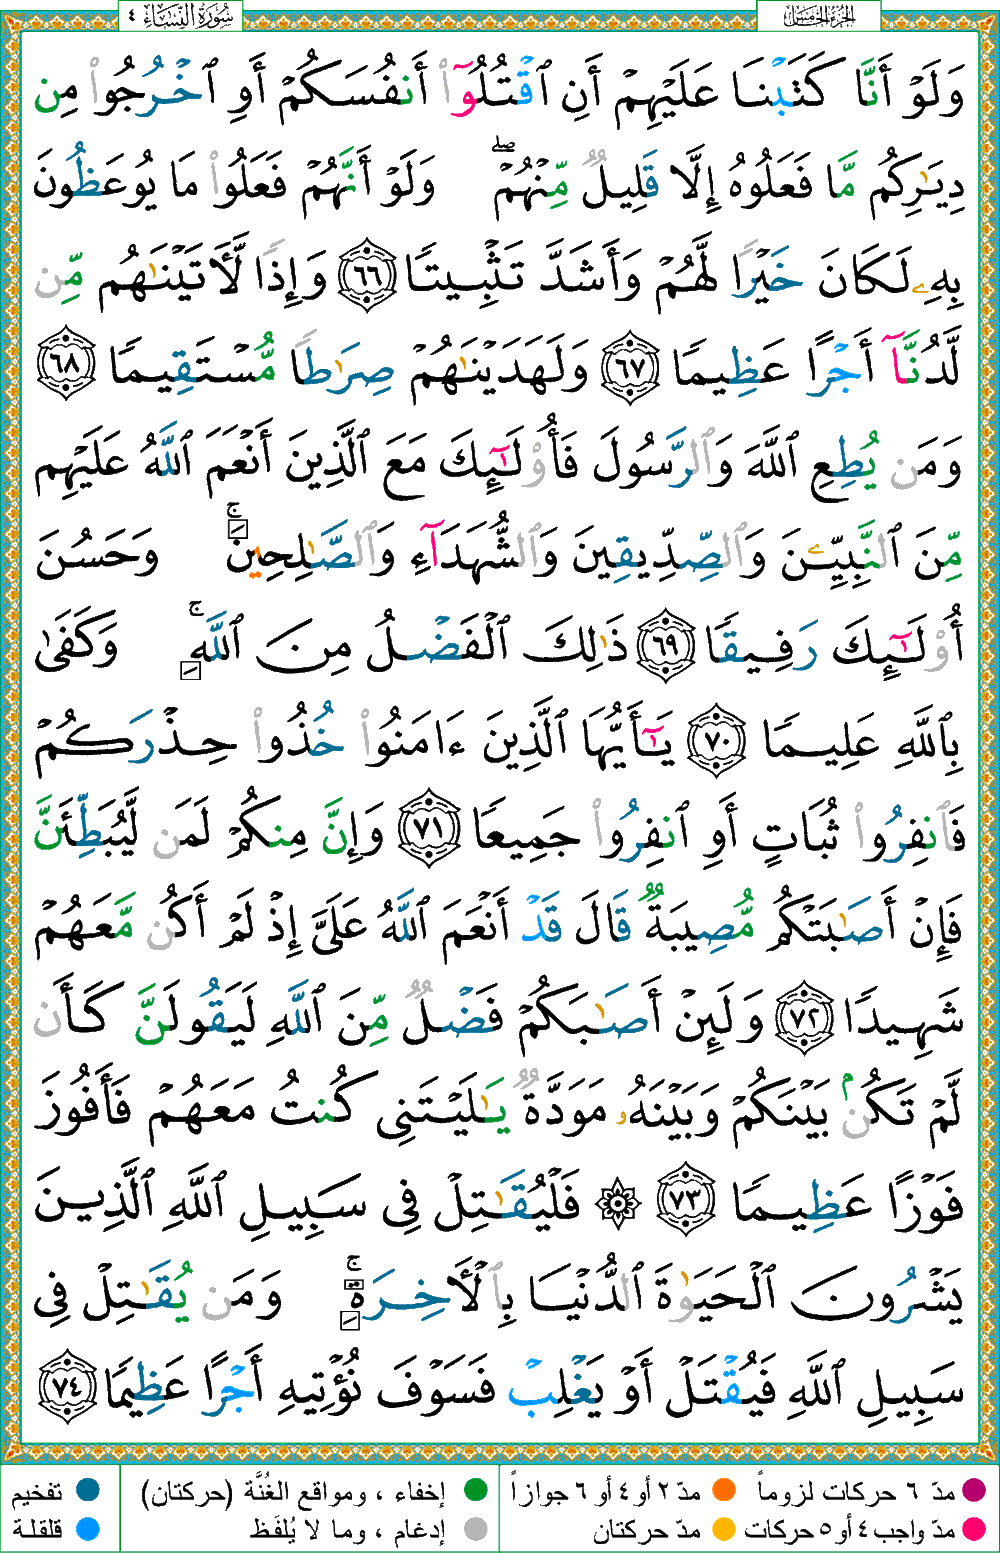 الجزء الخامس
سُورَةُ النِّسَاءِ ٤
وَلَوۡ أَنَّا كَتَبۡنَا عَلَيۡهِمۡ أَنِ ٱقۡتُلُوٓاْ أَنفُسَكُمۡ أَوِ ٱخۡرُجُواْ مِن
دِيَٰرِكُم مَّا فَعَلُوهُ إِلَّا قَلِيلٞ مِّنۡهُمۡۖ وَلَوۡ أَنَّهُمۡ فَعَلُواْ مَا يُوعَظُونَ
بِهِۦ لَكَانَ خَيۡرٗا لَّهُمۡ وَأَشَدَّ تَثۡبِيتٗا ٦٦ وَإِذٗا لَّأٓتَيۡنَٰهُم مِّن
لَّدُنَّآ أَجۡرًا عَظِيمٗا ٦٧ وَلَهَدَيۡنَٰهُمۡ صِرَٰطٗا مُّسۡتَقِيمٗا ٦٨
وَمَن يُطِعِ ٱللَّهَ وَٱلرَّسُولَ فَأُوْلَٰٓئِكَ مَعَ ٱلَّذِينَ أَنۡعَمَ ٱللَّهُ عَلَيۡهِم
مِّنَ ٱلنَّبِيِّـۧنَ وَٱلصِّدِّيقِينَ وَٱلشُّهَدَآءِ وَٱلصَّٰلِحِينَۚ وَحَسُنَ
أُوْلَٰٓئِكَ رَفِيقٗا ٦٩ ذَٰلِكَ ٱلۡفَضۡلُ مِنَ ٱللَّهِۚ وَكَفَىٰ
بِٱللَّهِ عَلِيمٗا ٧٠ يَٰٓأَيُّهَا ٱلَّذِينَ ءَامَنُواْ خُذُواْ حِذۡرَكُمۡ
فَٱنفِرُواْ ثُبَاتٍ أَوِ ٱنفِرُواْ جَمِيعٗا ٧١ وَإِنَّ مِنكُمۡ لَمَن لَّيُبَطِّئَنَّ
فَإِنۡ أَصَٰبَتۡكُم مُّصِيبَةٞ قَالَ قَدۡ أَنۡعَمَ ٱللَّهُ عَلَيَّ إِذۡ لَمۡ أَكُن مَّعَهُمۡ
شَهِيدٗا ٧٢ وَلَئِنۡ أَصَٰبَكُمۡ فَضۡلٞ مِّنَ ٱللَّهِ لَيَقُولَنَّ كَأَن
لَّمۡ تَكُنۢ بَيۡنَكُمۡ وَبَيۡنَهُۥ مَوَدَّةٞ يَٰلَيۡتَنِي كُنتُ مَعَهُمۡ فَأَفُوزَ
فَوۡزًا عَظِيمٗا ٧٣ ۞ فَلۡيُقَٰتِلۡ فِي سَبِيلِ ٱللَّهِ ٱلَّذِينَ
يَشۡرُونَ ٱلۡحَيَوٰةَ ٱلدُّنۡيَا بِٱلۡأٓخِرَةِۚ وَمَن يُقَٰتِلۡ فِي
سَبِيلِ ٱللَّهِ فَيُقۡتَلۡ أَوۡ يَغۡلِبۡ فَسَوۡفَ نُؤۡتِيهِ أَجۡرًا عَظِيمٗا ٧٤
مدّ ٦ حركات لزوماً مدّ ٢ أو ٤ أو ٦ جوازاً إخفاء ، ومواقع الغُنَّة (حركتان) تفخيم
مدّ واجب ٤ أو ٥ حركات مدّ حركتان إدغام ، وما لا يُلفَظ قلقلة